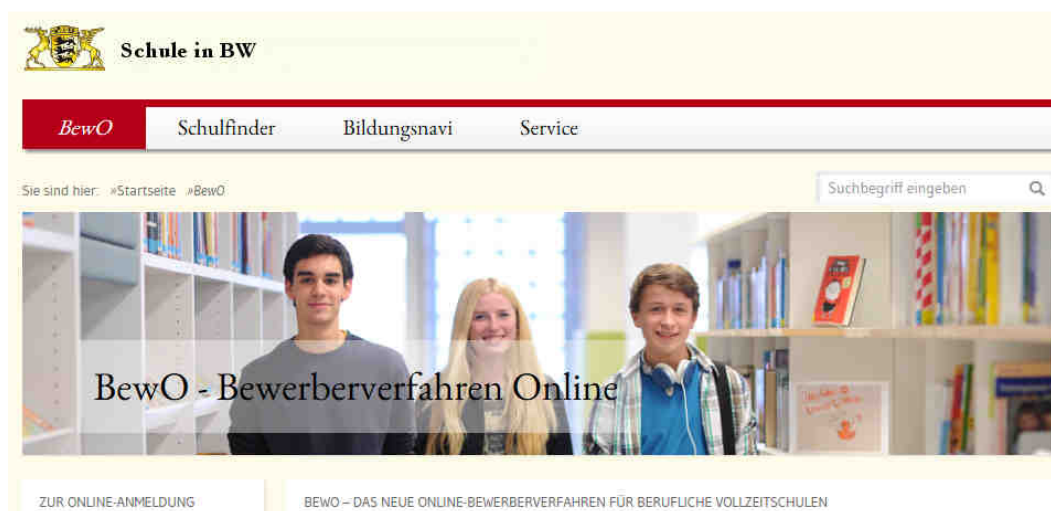 Schule in BW
BewO Schulfinder Bildungsnavi Service
Sie sind hier: »Startseite »BewO Suchbegriff eingeben
BewO - Bewerberverfahren Online
ZUR ONLINE-ANMELDUNG BEWO – DAS NEUE ONLINE-BEWERBERVERFAHREN FÜR BERUFLICHE VOLLZEITSCHULEN